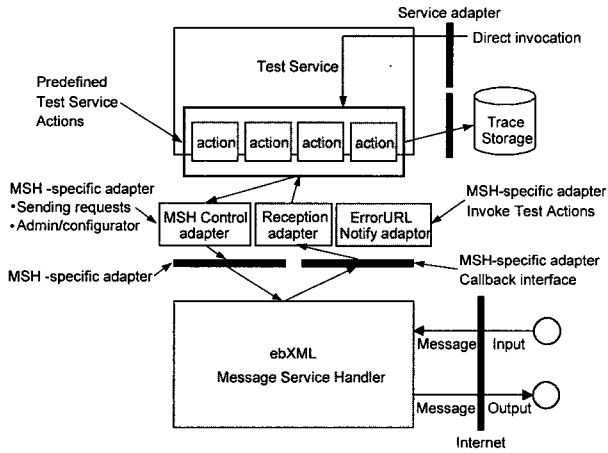 Service adapter
Direct invocation
Test Service
Predefined
Test Service
Actions
action
action
action
action
Trace
Storage
MSH -specific adapter
•Sending requests
•Admin/configurator
MSH Control
adapter
Reception
adapter
ErrorURL
Notify adaptor
MSH-specific adapter
Invoke Test Actions
MSH -specific adapter
MSH-specific adapter
Callback interface
ebXML
Message Service Handler
Message
Input
Message
Output
Internet